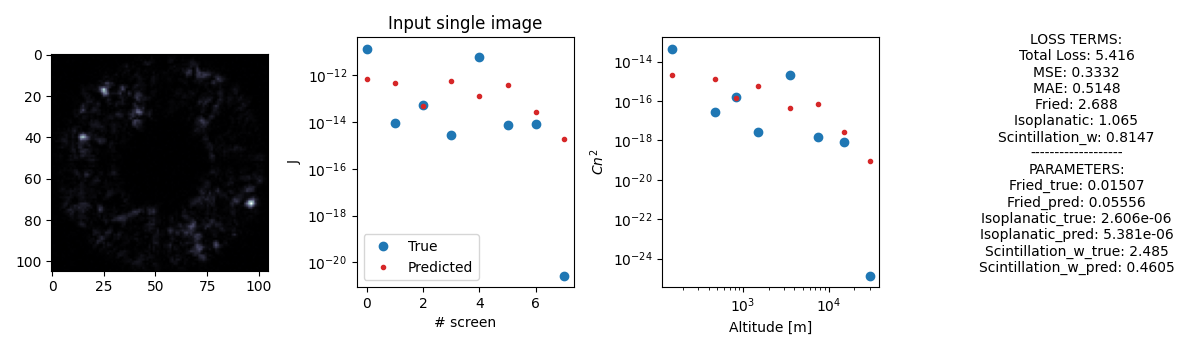 Input single image
0
20
40
60
80
100
0
25
50
75
100
J
10⁻¹²
10⁻¹⁴
10⁻¹⁶
10⁻¹⁸
10⁻²⁰
True
Predicted
0
2
4
6
# screen
Cn²
10⁻¹⁴
10⁻¹⁶
10⁻¹⁸
10⁻²⁰
10⁻²²
10⁻²⁴
10³
10⁴
Altitude [m]
LOSS TERMS:
Total Loss: 5.416
MSE: 0.3332
MAE: 0.5148
Fried: 2.688
Isoplanatic: 1.065
Scintillation_w: 0.8147
--------------------
PARAMETERS:
Fried_true: 0.01507
Fried_pred: 0.05556
Isoplanatic_true: 2.606e-06
Isoplanatic_pred: 5.381e-06
Scintillation_w_true: 2.485
Scintillation_w_pred: 0.4605